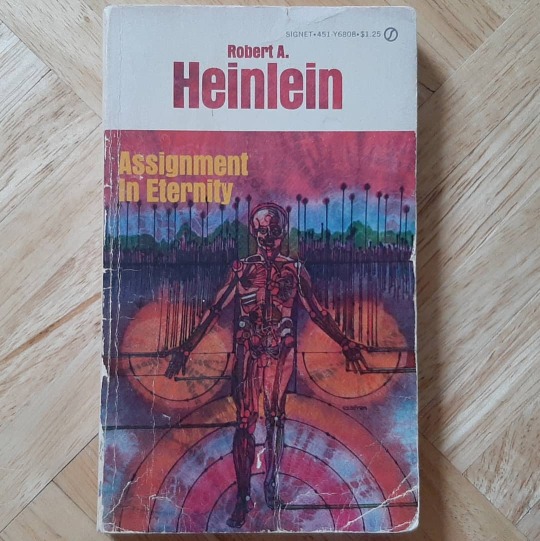 SIGNET•451-Y6808•$1.25
Robert A.
Heinlein
Assignment
in Eternity